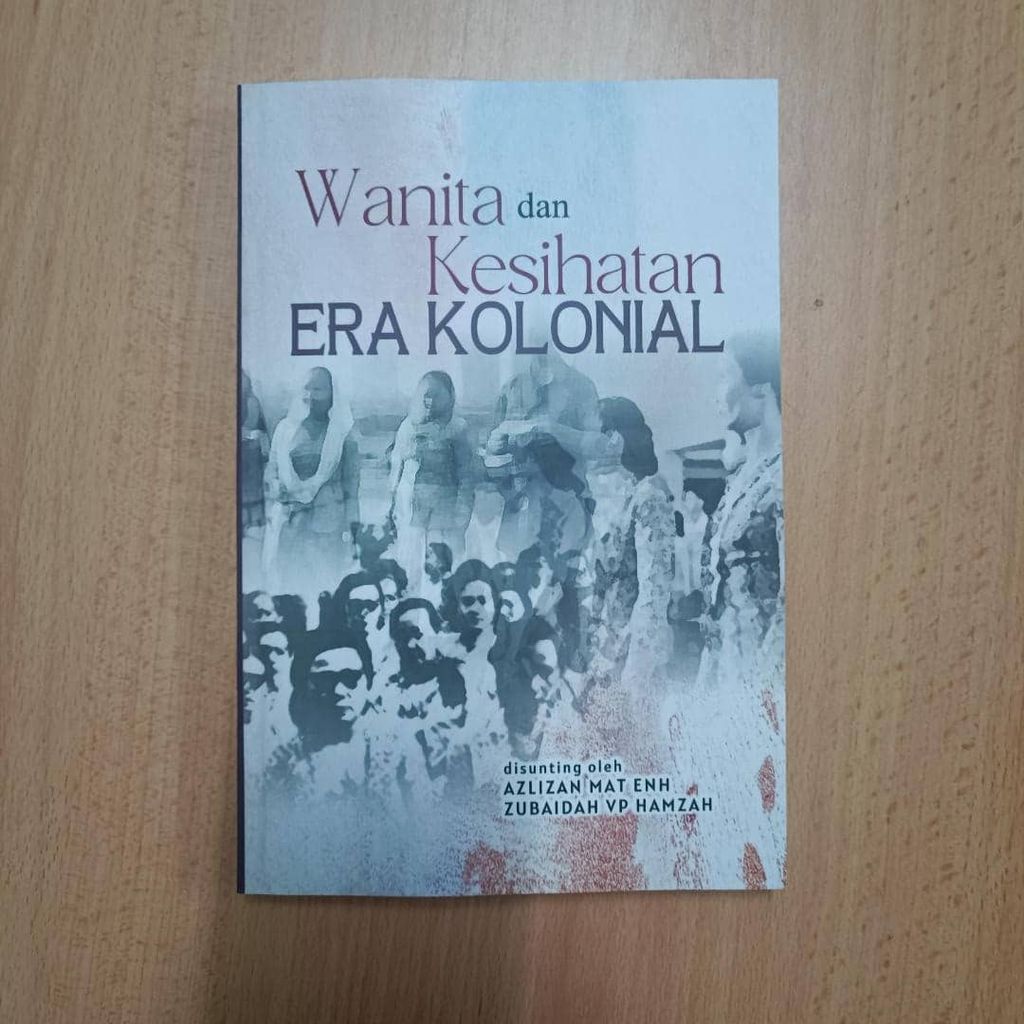 Wanita dan
Kesihatan
ERA KOLONIAL
disunting oleh
AZLIZAN MAT ENH
ZUBAIDAH VP HAMZAH